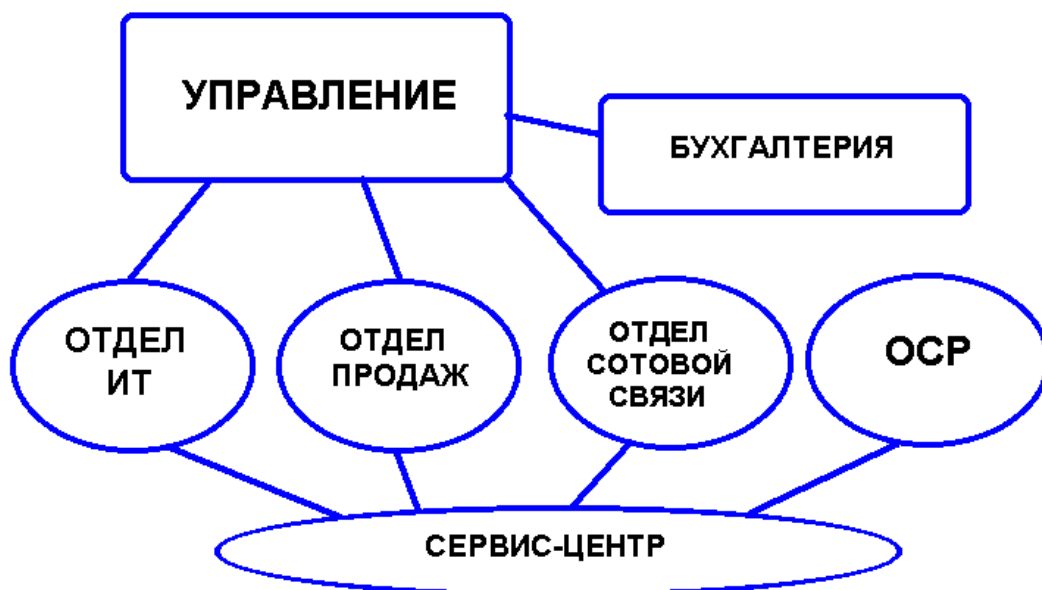 УПРАВЛЕНИЕ
БУХГАЛТЕРИЯ
ОТДЕЛ
ИТ
ОТДЕЛ
ПРОДАЖ
ОТДЕЛ
СОТОВОЙ
СВЯЗИ
ОСР
СЕРВИС-ЦЕНТР